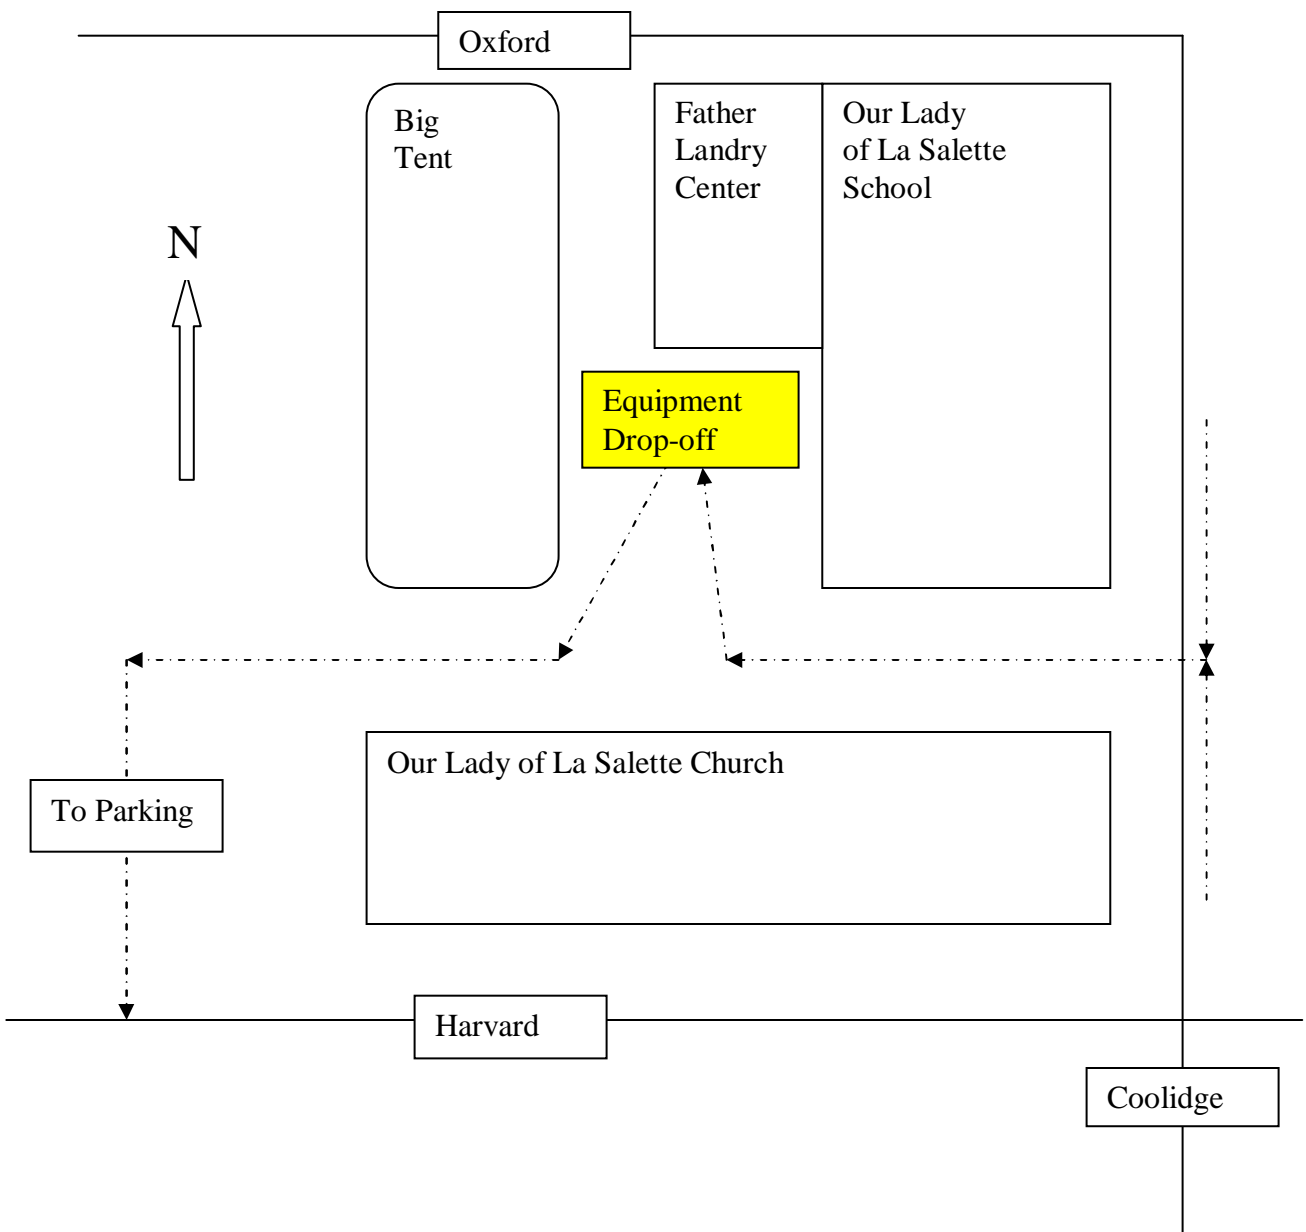 Oxford
Big
Tent
Father
Landry
Center
Our Lady
of La Salette
School
N
Equipment
Drop-off
Our Lady of La Salette Church
To Parking
Harvard
Coolidge